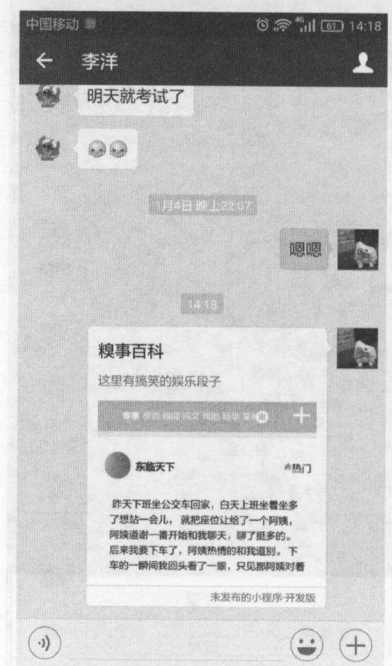 中国移动
4G
61
14:18
李洋
明天就考试了
1月4日 晚上22:07
嗯嗯
14:18
糗事百科
这里有搞笑的娱乐段子
专享
东临天下
热门
昨天下班坐公交车回家，白天上班坐着坐多
了想站一会儿，就把座位让给了一个阿姨，
阿姨道谢一番开始和我聊天，聊了挺多的。
后来我要下车了，阿姨热情的和我道别。下
车的一瞬间我回头看了一眼，只见那阿姨对着
未发布的小程序·开发版